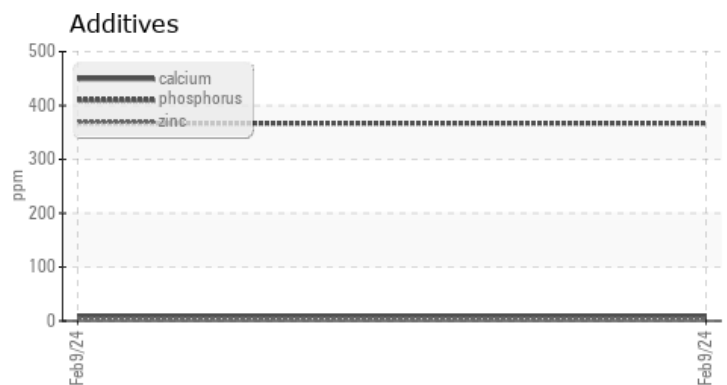 Additives
500
400
300
200
100
0
ppm
calcium
phosphorus
zinc
Feb9/24
Feb9/24